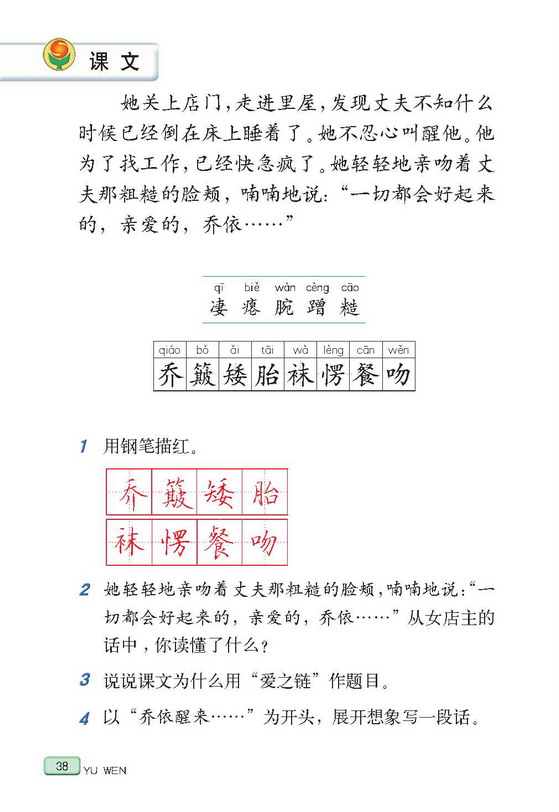 课文
她关上店门，走进里屋，发现丈夫不知什么
时候已经倒在床上睡着了。她不忍心叫醒他。他
为了找工作，已经快急疯了。她轻轻地亲吻着丈
夫那粗糙的脸颊，喃喃地说：“一切都会好起来
的，亲爱的，乔依……”
qī biě wàn cèng cāo
凄 瘪 腕 蹭 糙
qiáo bǒ ǎi tāi wà lèng cān wěn
乔 簸 矮 胎 袜 愣 餐 吻
1 用钢笔描红。
乔 簸 矮 胎
袜 愣 餐 吻
2 她轻轻地亲吻着丈夫那粗糙的脸颊，喃喃地说：“一
切都会好起来的，亲爱的，乔依……”从女店主的
话中，你读懂了什么？
3 说说课文为什么用“爱之链”作题目。
4 以“乔依醒来……”为开头，展开想象写一段话。
38 YU WEN